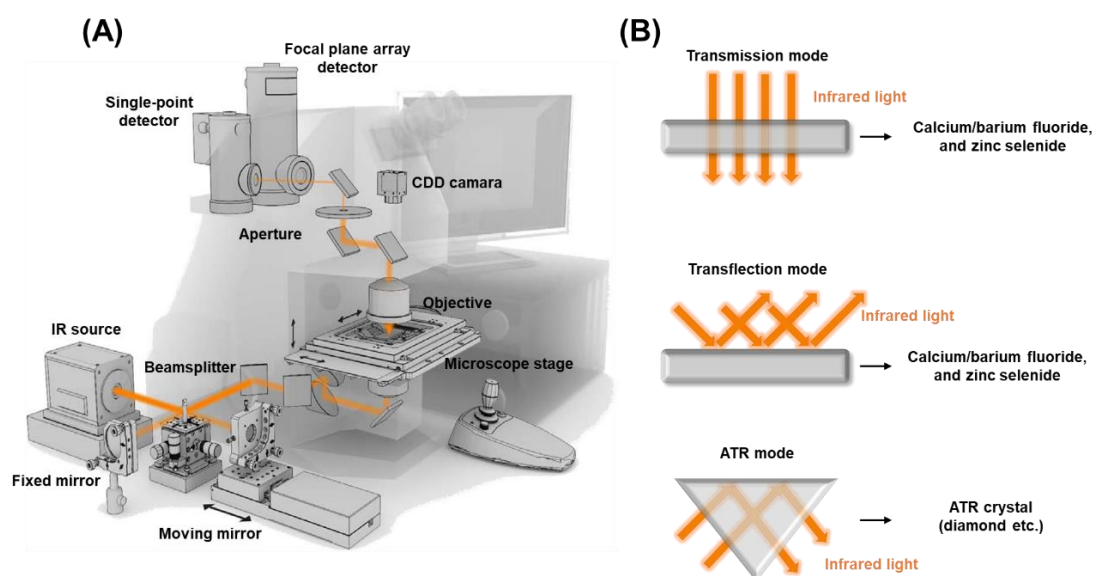 (A)
Focal plane array
detector
Single-point
detector
CDD camara
Aperture
Objective
IR source
Beamsplitter
Microscope stage
Fixed mirror
Moving mirror
(B)
Transmission mode
Infrared light
Calcium/barium fluoride,
and zinc selenide
Transflection mode
Infrared light
Calcium/barium fluoride,
and zinc selenide
ATR mode
ATR crystal
(diamond etc.)
Infrared light